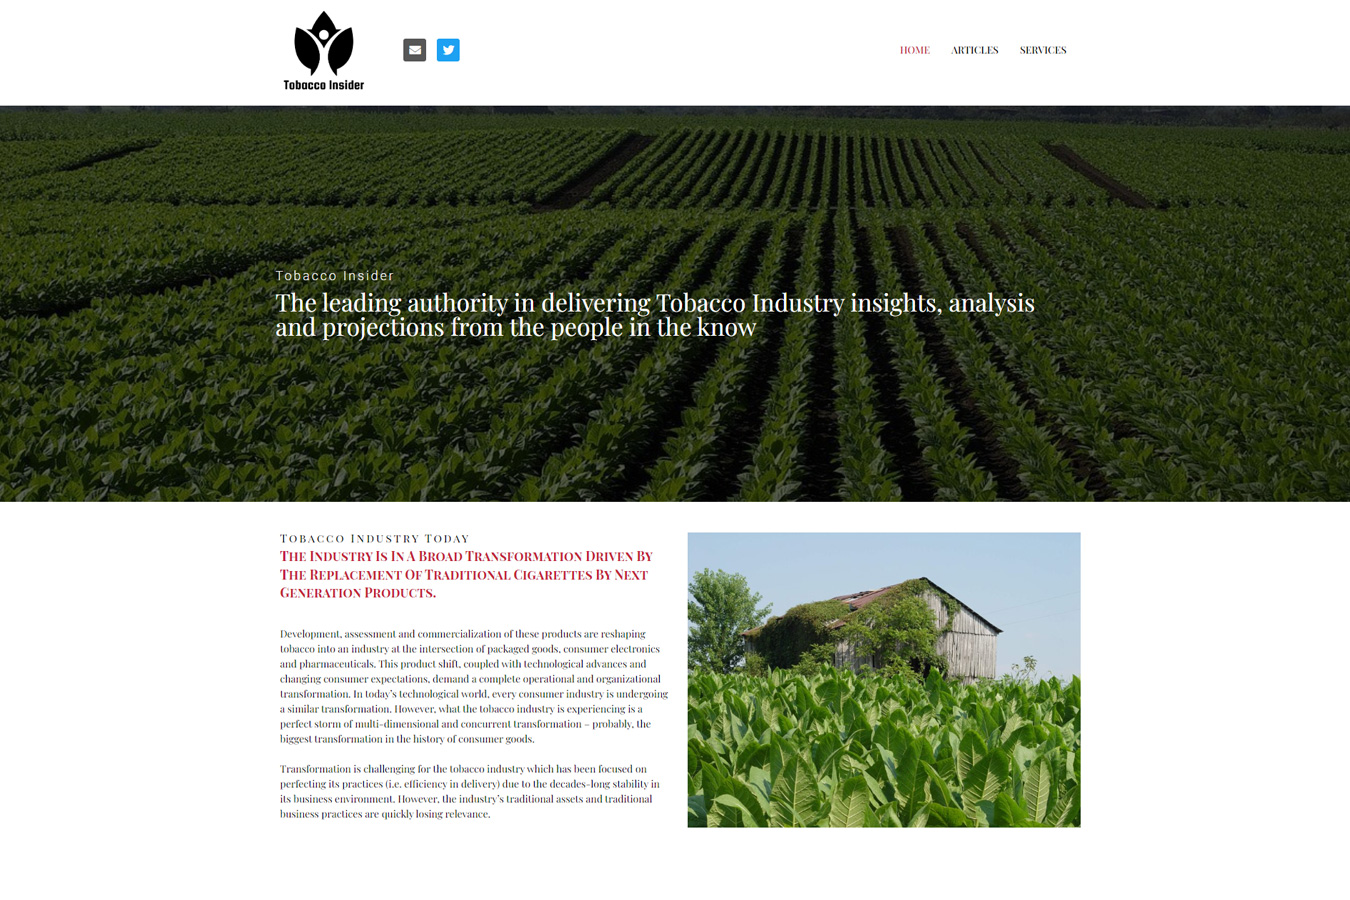 Tobacco Insider
HOME ARTICLES SERVICES
Tobacco Insider
The leading authority in delivering Tobacco Industry insights, analysis
and projections from the people in the know
Tobacco Industry Today
The Industry Is In A Broad Transformation Driven By
The Replacement Of Traditional Cigarettes By Next
Generation Products.
Development, assessment and commercialization of these products are reshaping
tobacco into an industry at the intersection of packaged goods, consumer electronics
and pharmaceuticals. This product shift, coupled with technological advances and
changing consumer expectations, demand a complete operational and organizational
transformation. In today's technological world, every consumer industry is undergoing
a similar transformation. However, what the tobacco industry is experiencing is a
perfect storm of multi-dimensional and concurrent transformation – probably, the
biggest transformation in the history of consumer goods.
Transformation is challenging for the tobacco industry which has been focused on
perfecting its practices (i.e. efficiency in delivery) due to the decades-long stability in
its business environment. However, the industry's traditional assets and traditional
business practices are quickly losing relevance.